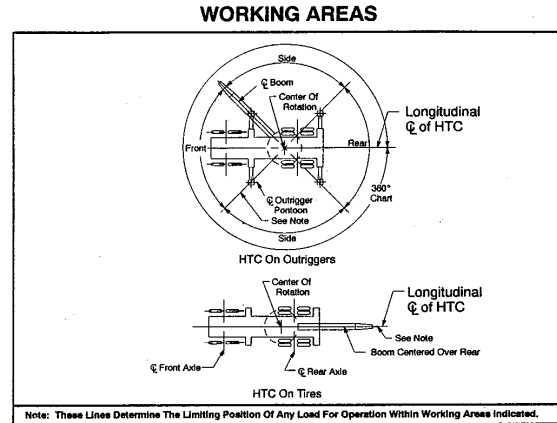 WORKING AREAS
Side
℄ Boom
Center Of
Rotation
Longitudinal
℄ of HTC
Front
Rear
360°
Chart
℄ Outrigger
Pontoon
See Note
Side
HTC On Outriggers
Center Of
Rotation
Longitudinal
℄ of HTC
See Note
Boom Centered Over Rear
℄ Front Axle
℄ Rear Axle
HTC On Tires
Note: These Lines Determine The Limiting Position Of Any Load For Operation Within Working Areas Indicated.